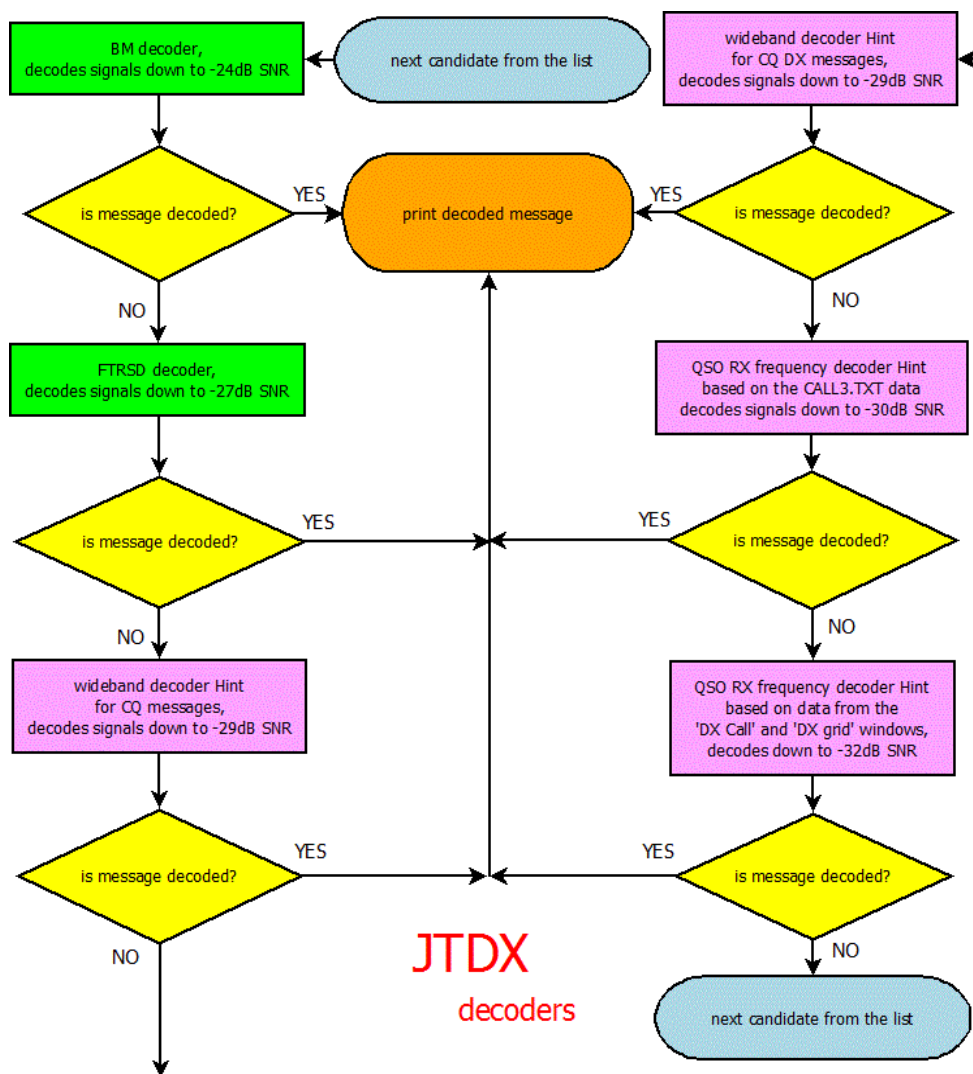 BM decoder,
decodes signals down to -24dB SNR
next candidate from the list
wideband decoder Hint
for CQ DX messages,
decodes signals down to -29dB SNR
is message decoded?
YES
print decoded message
YES
is message decoded?
NO
NO
FTRSD decoder,
decodes signals down to -27dB SNR
QSO RX frequency decoder Hint
based on the CALL3.TXT data
decodes signals down to -30dB SNR
is message decoded?
YES
YES
is message decoded?
NO
NO
wideband decoder Hint
for CQ messages,
decodes signals down to -29dB SNR
QSO RX frequency decoder Hint
based on data from the
'DX Call' and 'DX grid' windows,
decodes down to -32dB SNR
is message decoded?
YES
YES
is message decoded?
NO
NO
JTDX
decoders
next candidate from the list